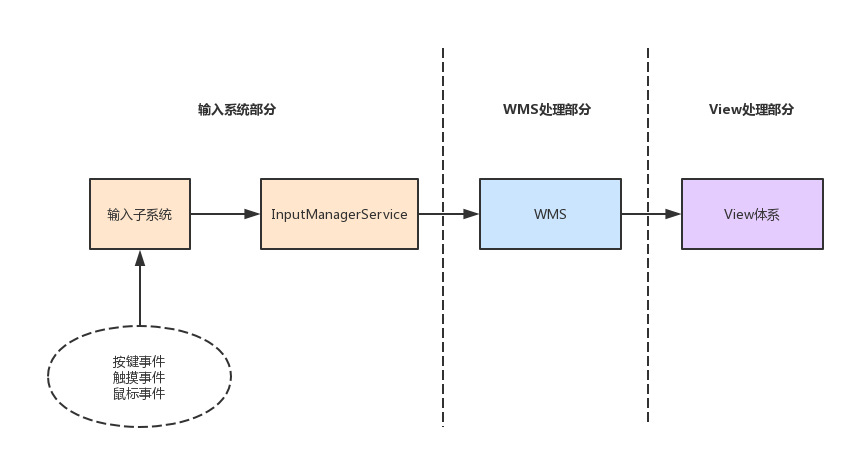 输入系统部分
WMS处理部分
View处理部分
输入子系统
InputManagerService
WMS
View体系
按键事件
触摸事件
鼠标事件